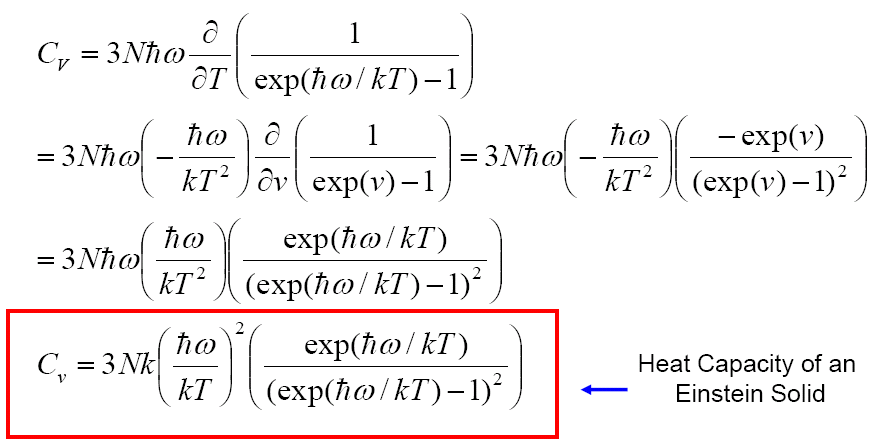 C_V = 3Nħω ∂/∂T ( 1 / (exp(ħω / kT) − 1) )
= 3Nħω ( − ħω / kT² ) ∂/∂v ( 1 / (exp(v) − 1) ) = 3Nħω ( − ħω / kT² ) ( − exp(v) / (exp(v) − 1)² )
= 3Nħω ( ħω / kT² ) ( exp(ħω / kT) / (exp(ħω / kT) − 1)² )
C_v = 3Nk ( ħω / kT )² ( exp(ħω / kT) / (exp(ħω / kT) − 1)² )
Heat Capacity of an
Einstein Solid